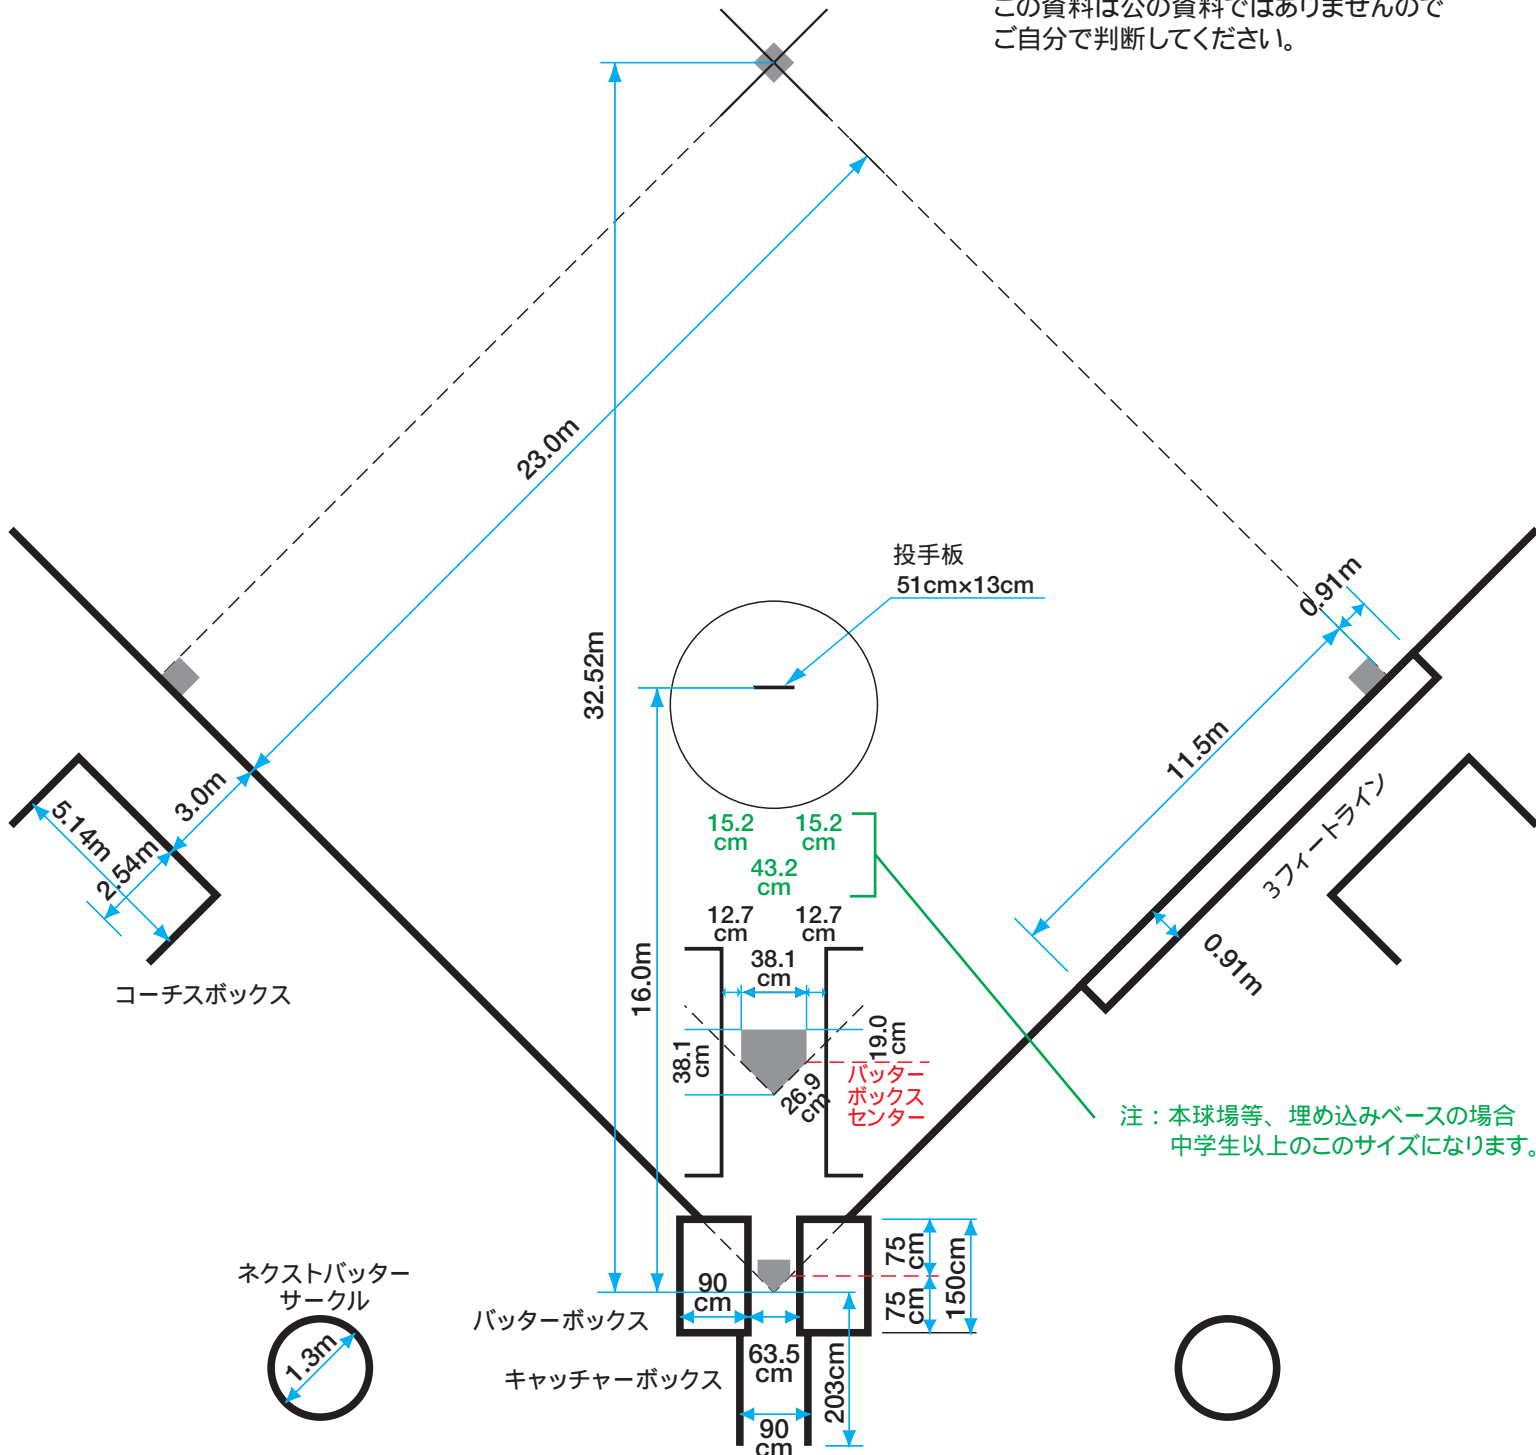 この資料は公の資料ではありませんので
ご自分で判断してください。
23.0m
投手板
51cm×13cm
0.91m
32.52m
11.5m
3.0m
5.14m
2.54m
15.2
cm
15.2
cm
43.2
cm
3フィートライン
12.7
cm
12.7
cm
38.1
cm
0.91m
16.0m
コーチスボックス
19.0
cm
38.1
cm
26.9
cm
バッター
ボックス
センター
注：本球場等、埋め込みベースの場合
中学生以上のこのサイズになります。
ネクストバッター
サークル
1.3m
バッターボックス
90
cm
75
cm
75
cm
150cm
63.5
cm
キャッチャーボックス
203cm
90
cm